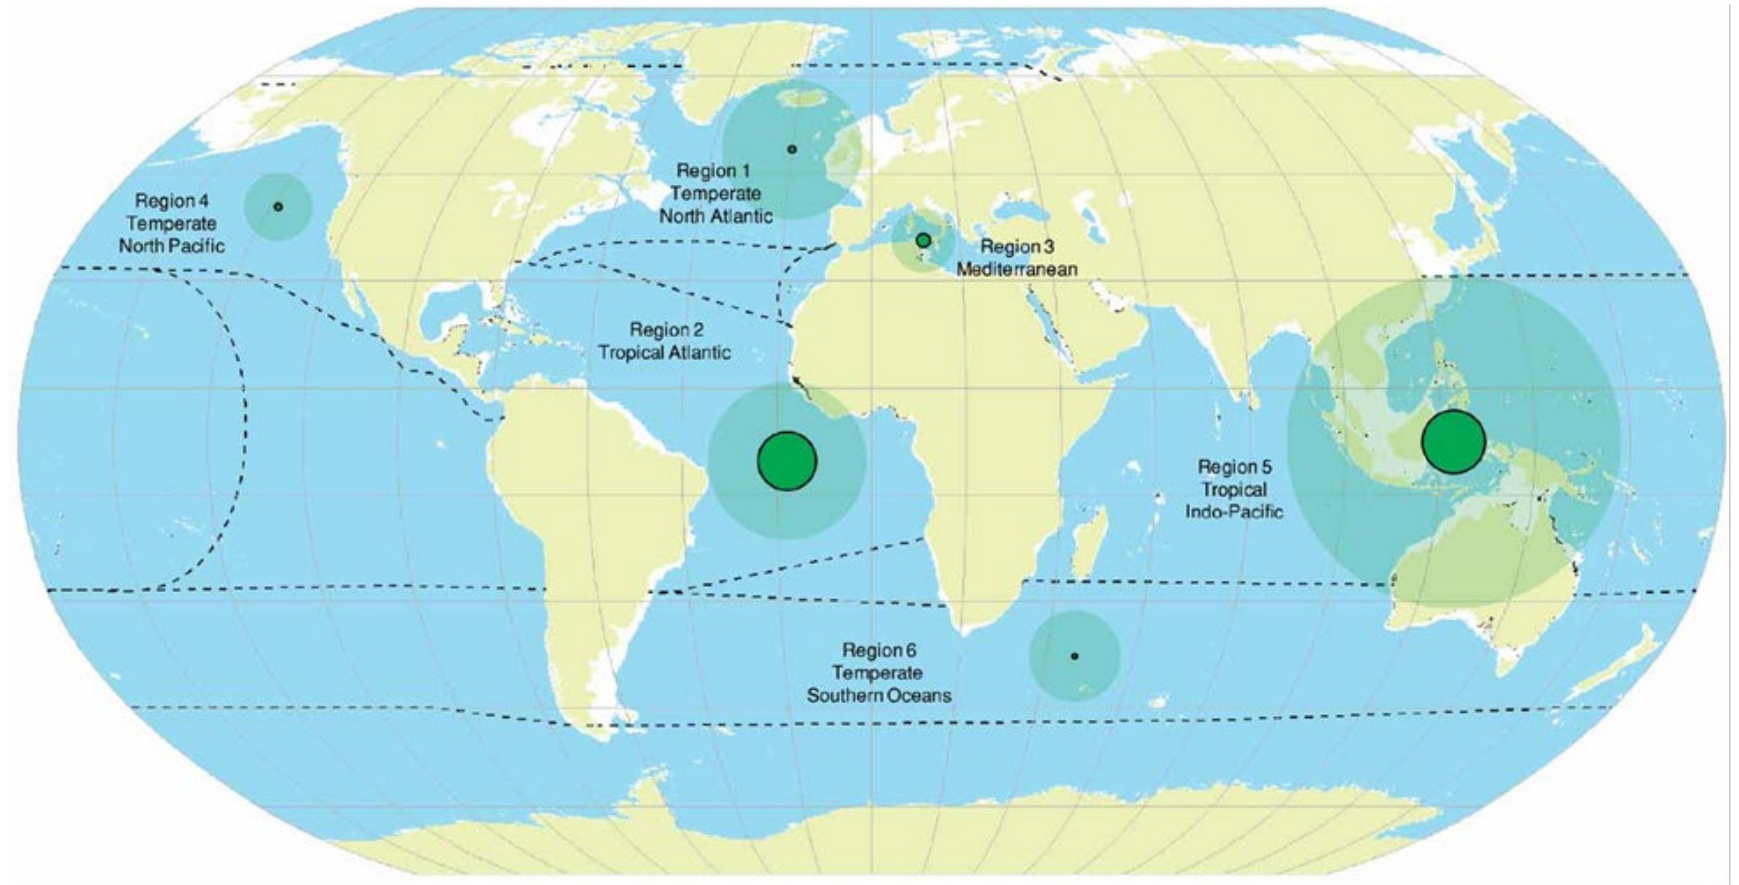 Region 1
Temperate
North Atlantic
Region 4
Temperate
North Pacific
Region 3
Mediterranean
Region 2
Tropical Atlantic
Region 5
Tropical
Indo-Pacific
Region 6
Temperate
Southern Oceans